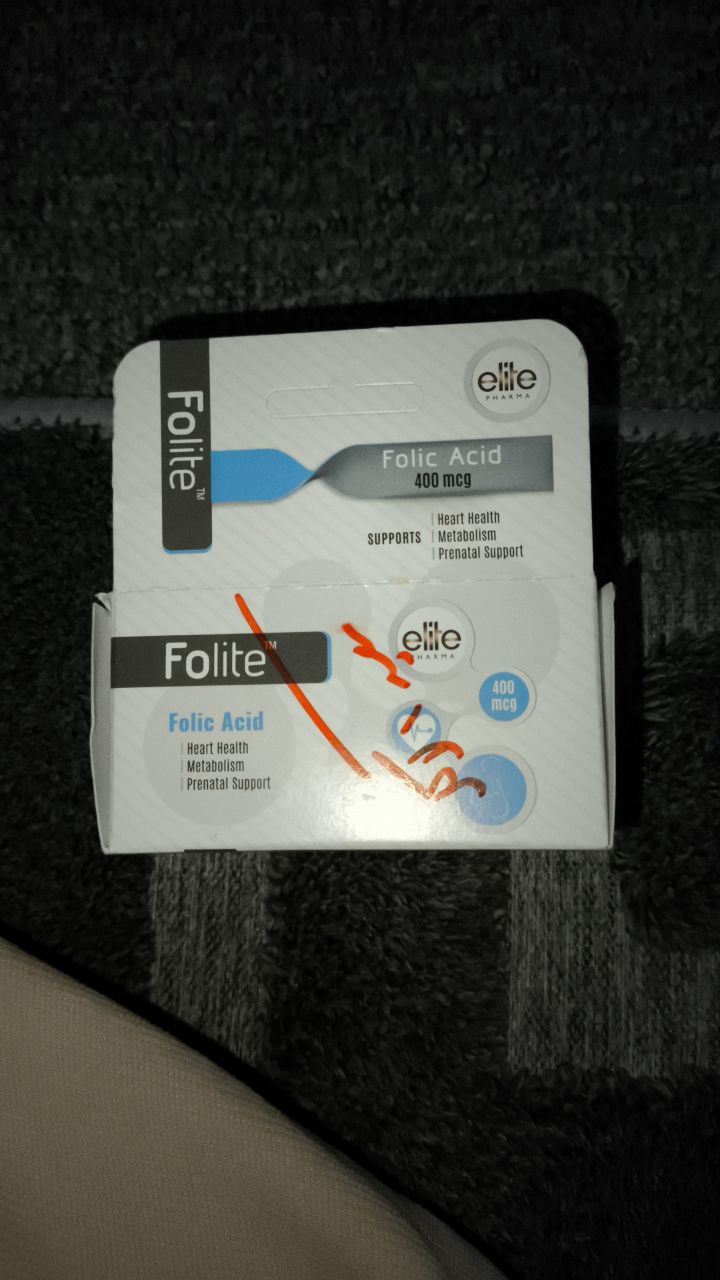 Folite™
elite
PHARMA
Folic Acid
400 mcg
SUPPORTS
Heart Health
Metabolism
Prenatal Support
Folite™
elite
PHARMA
400
mcg
Folic Acid
Heart Health
Metabolism
Prenatal Support